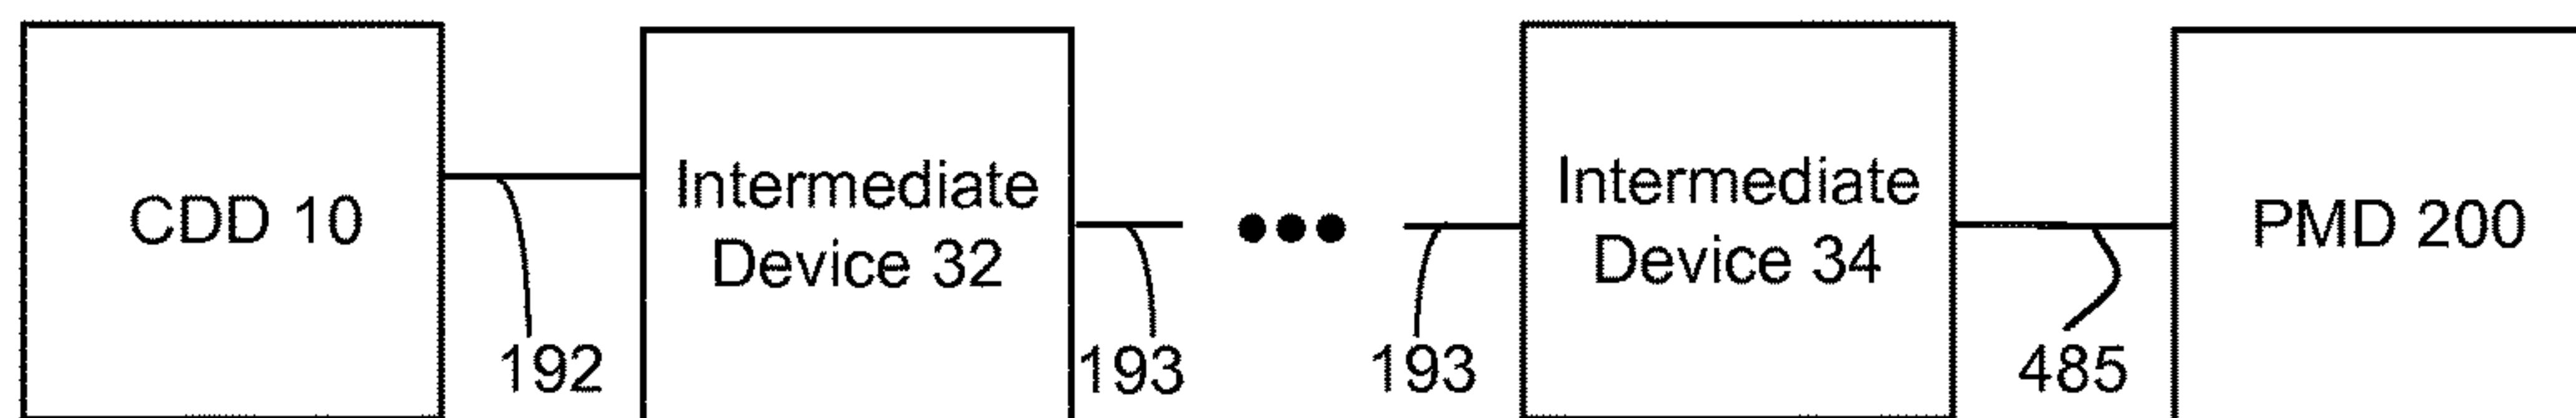 CDD 10
Intermediate
Device 32
Intermediate
Device 34
PMD 200
192
193
193
485